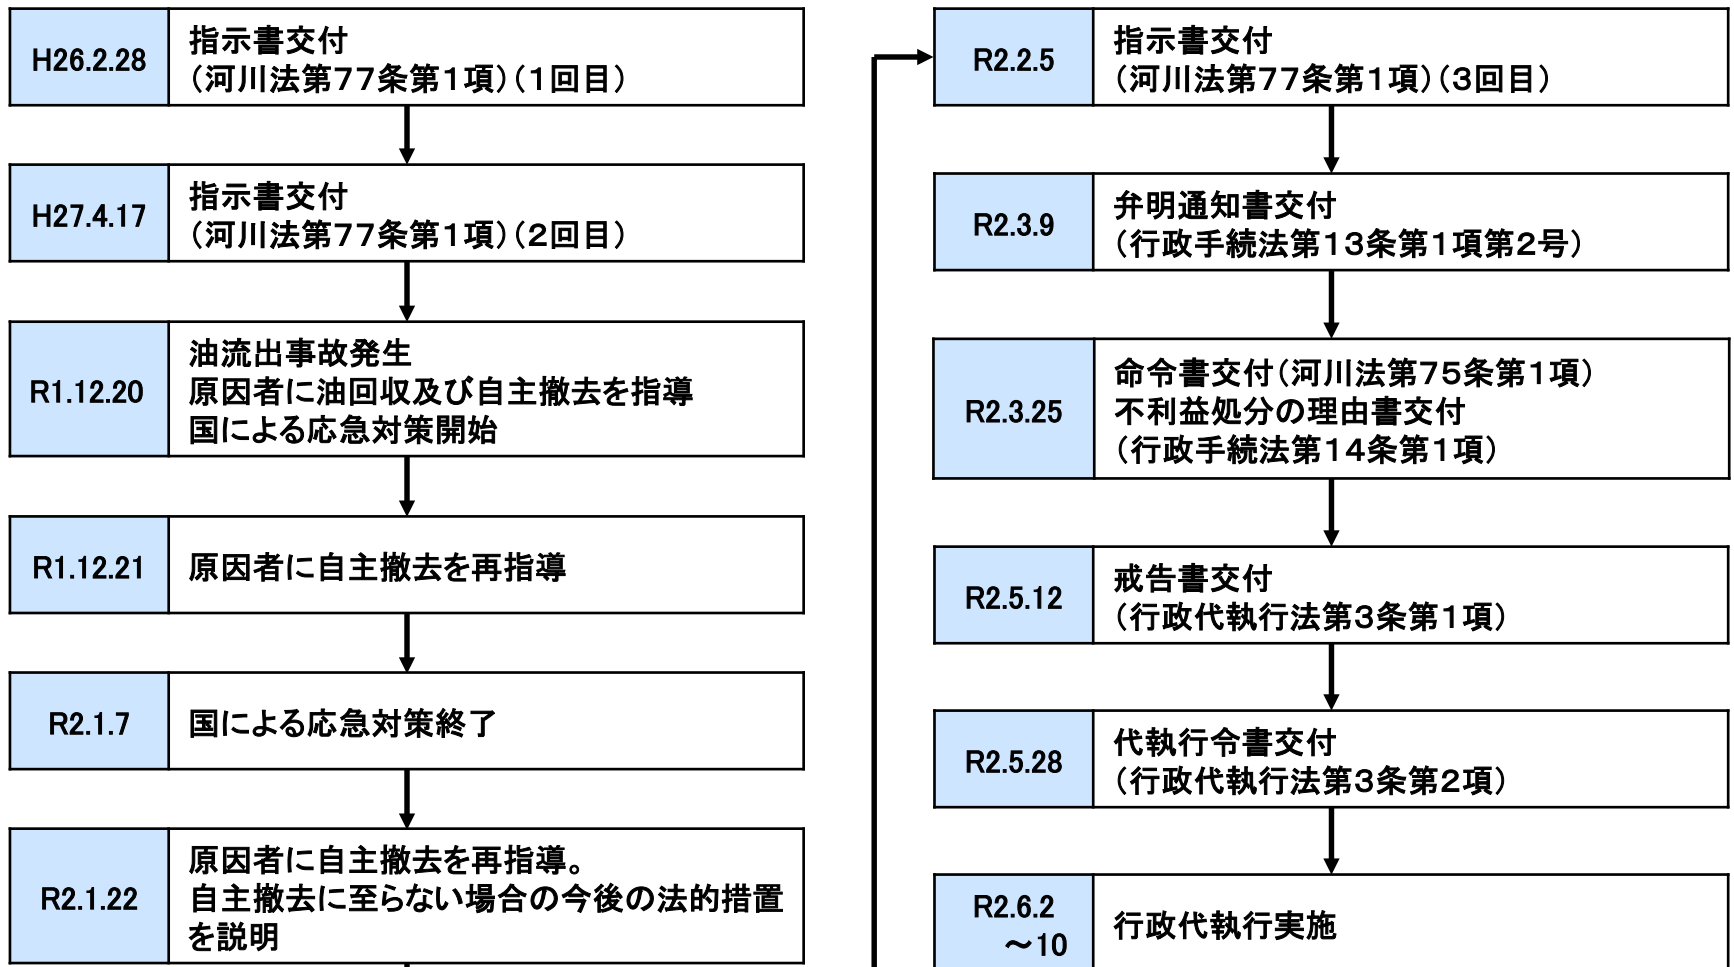 H26.2.28
指示書交付
（河川法第77条第1項）（1回目）
H27.4.17
指示書交付
（河川法第77条第1項）（2回目）
R1.12.20
油流出事故発生
原因者に油回収及び自主撤去を指導
国による応急対策開始
R1.12.21
原因者に自主撤去を再指導
R2.1.7
国による応急対策終了
R2.1.22
原因者に自主撤去を再指導。
自主撤去に至らない場合の今後の法的措置
を説明
R2.2.5
指示書交付
（河川法第77条第1項）（3回目）
R2.3.9
弁明通知書交付
（行政手続法第13条第1項第2号）
R2.3.25
命令書交付（河川法第75条第1項）
不利益処分の理由書交付
（行政手続法第14条第1項）
R2.5.12
戒告書交付
（行政代執行法第3条第1項）
R2.5.28
代執行令書交付
（行政代執行法第3条第2項）
R2.6.2
～10
行政代執行実施